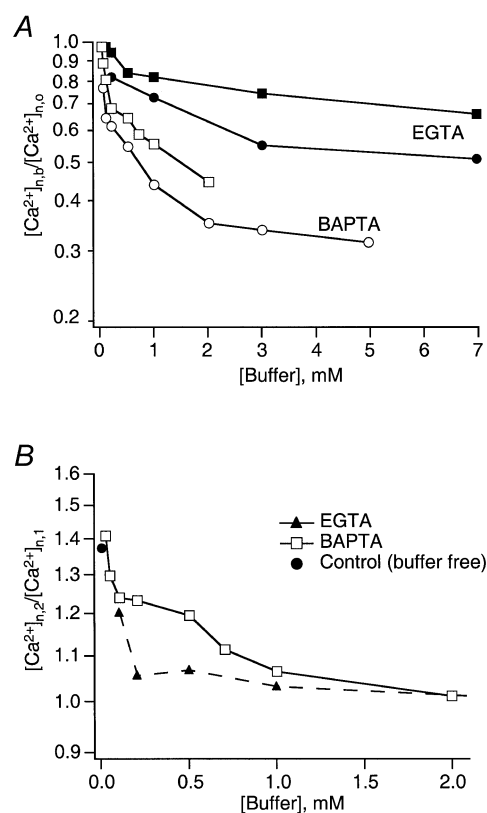 A
1.0
0.9
0.8
0.7
0.6
0.5
0.4
0.3
0.2
[Ca²⁺]n,b/[Ca²⁺]n,o
EGTA
BAPTA
0 1 2 3 4 5 6 7
[Buffer], mM
B
1.6
1.5
1.4
1.3
1.2
1.1
1.0
0.9
[Ca²⁺]n,2/[Ca²⁺]n,1
EGTA
BAPTA
Control (buffer free)
0.0 0.5 1.0 1.5 2.0
[Buffer], mM